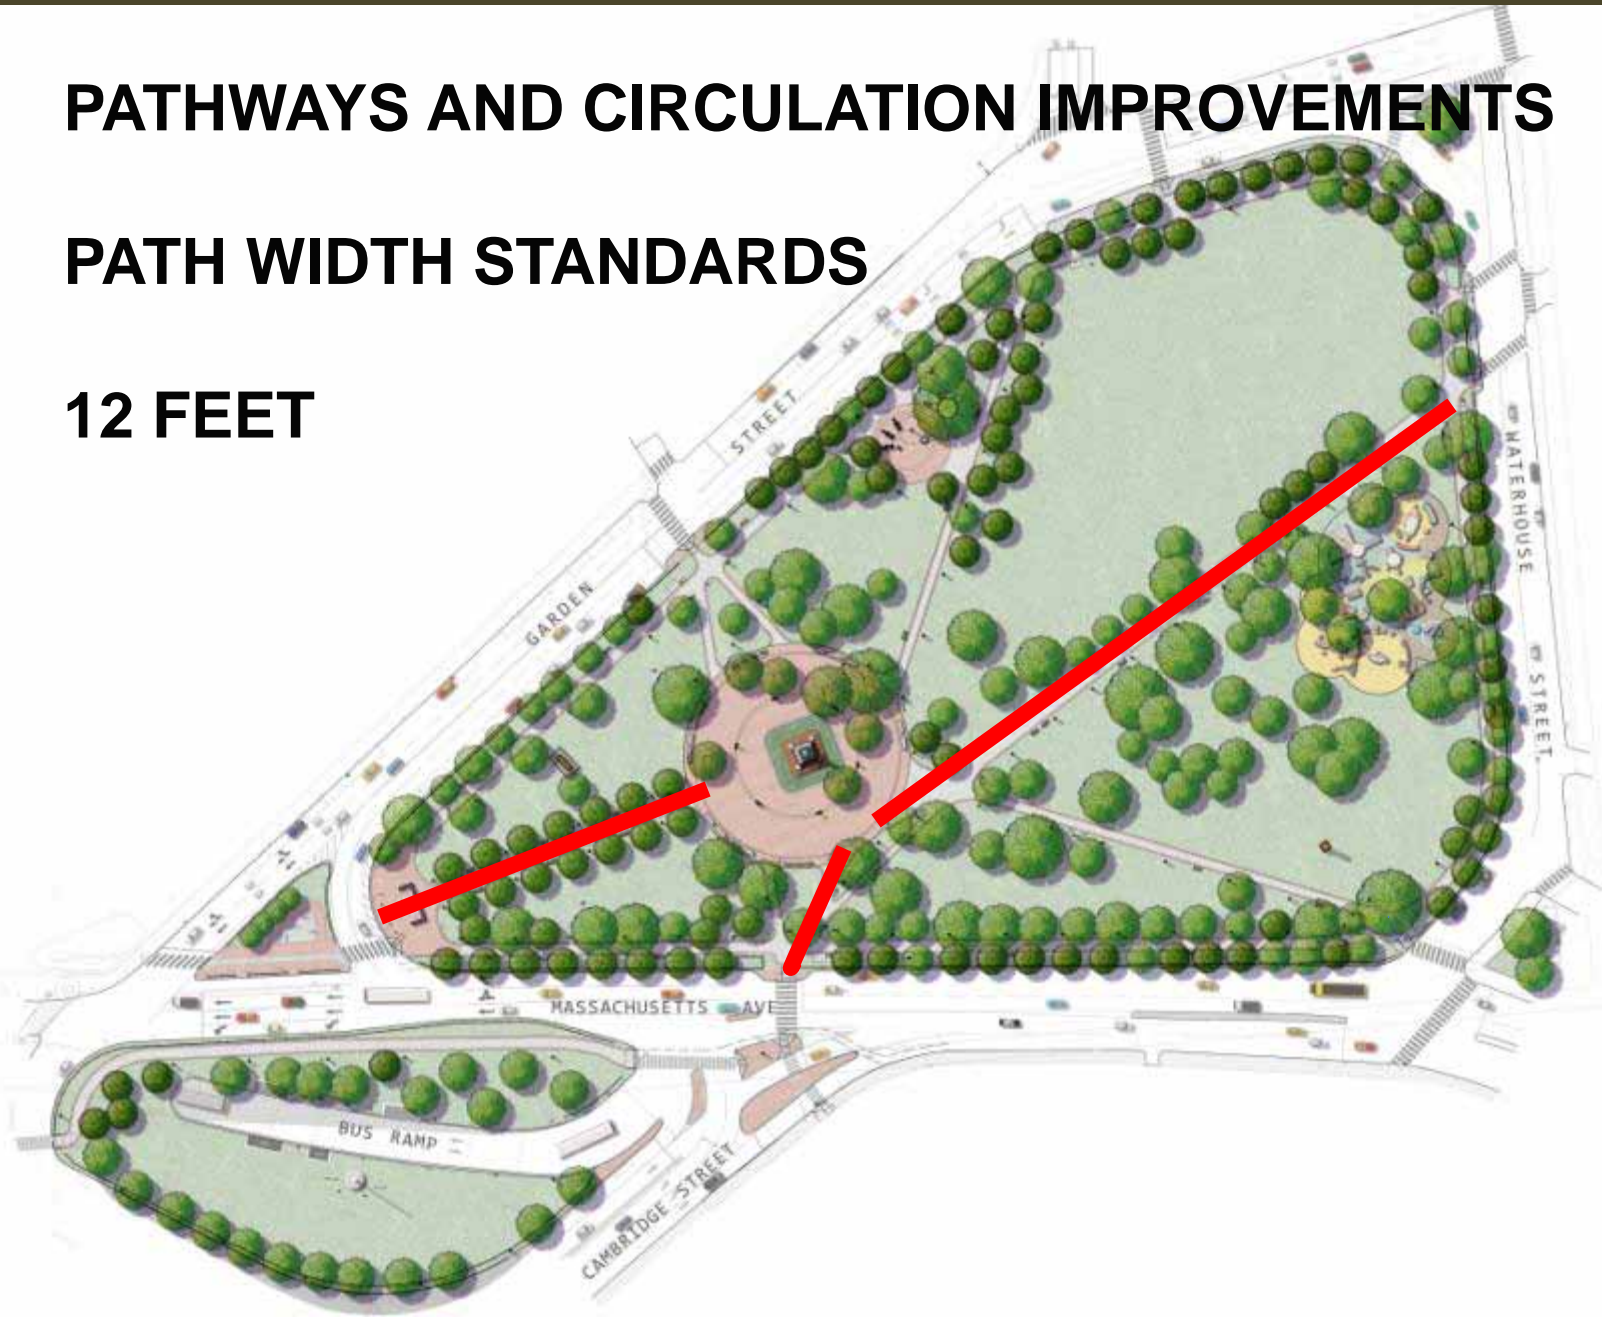 PATHWAYS AND CIRCULATION IMPROVEMENTS
PATH WIDTH STANDARDS
12 FEET
GARDEN STREET
WATERHOUSE STREET
MASSACHUSETTS AVE
BUS RAMP
CAMBRIDGE STREET